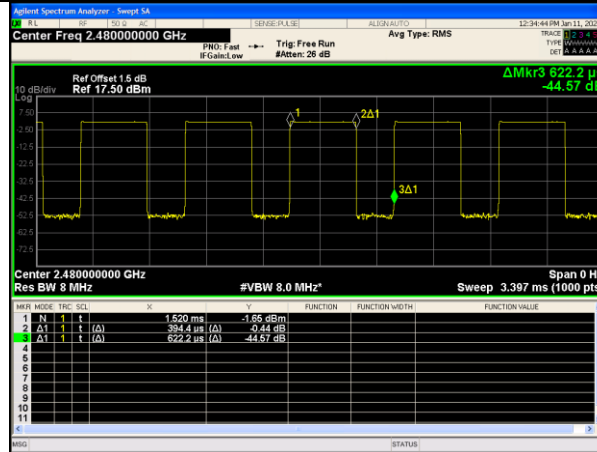 Agilent Spectrum Analyzer - Swept SA
RL RF 50 Ω AC SENSE:PULSE ALIGNAUTO 12:34:44 PM Jan 11, 202
Center Freq 2.480000000 GHz Avg Type: RMS TRACE 1 2 3 4 5
PNO: Fast Trig: Free Run TYPE
IFGain:Low #Atten: 26 dB DET A A A A A
ΔMkr3 622.2 µ
-44.57 d
Ref Offset 1.5 dB
10 dB/div Ref 17.50 dBm
Log
7.50
-2.50
-12.5
-22.5
-32.5
-42.5
-52.5
-62.5
-72.5
1
2Δ1
3Δ1
Center 2.480000000 GHz Span 0 H
Res BW 8 MHz #VBW 8.0 MHz* Sweep 3.397 ms (1000 pts
MKR MODE TRC SCL X Y FUNCTION FUNCTION WIDTH FUNCTION VALUE
1 N 1 t 1.520 ms -1.65 dBm
2 Δ1 1 t (Δ) 394.4 µs (Δ) -0.44 dB
3 Δ1 1 t (Δ) 622.2 µs (Δ) -44.57 dB
4
5
6
7
8
9
10
11
MSG STATUS